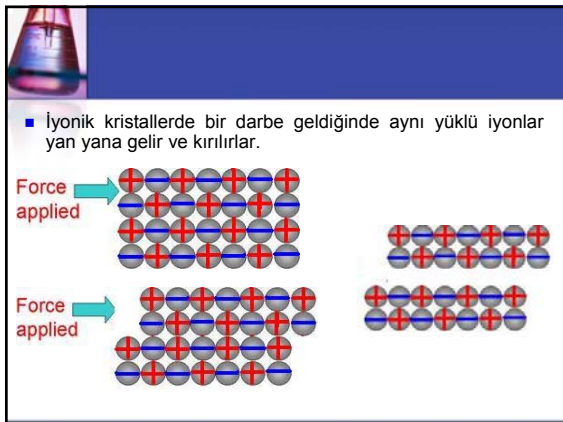 İyonik kristallerde bir darbe geldiğinde aynı yüklü iyonlar
yan yana gelir ve kırılırlar.
Force
applied
Force
applied